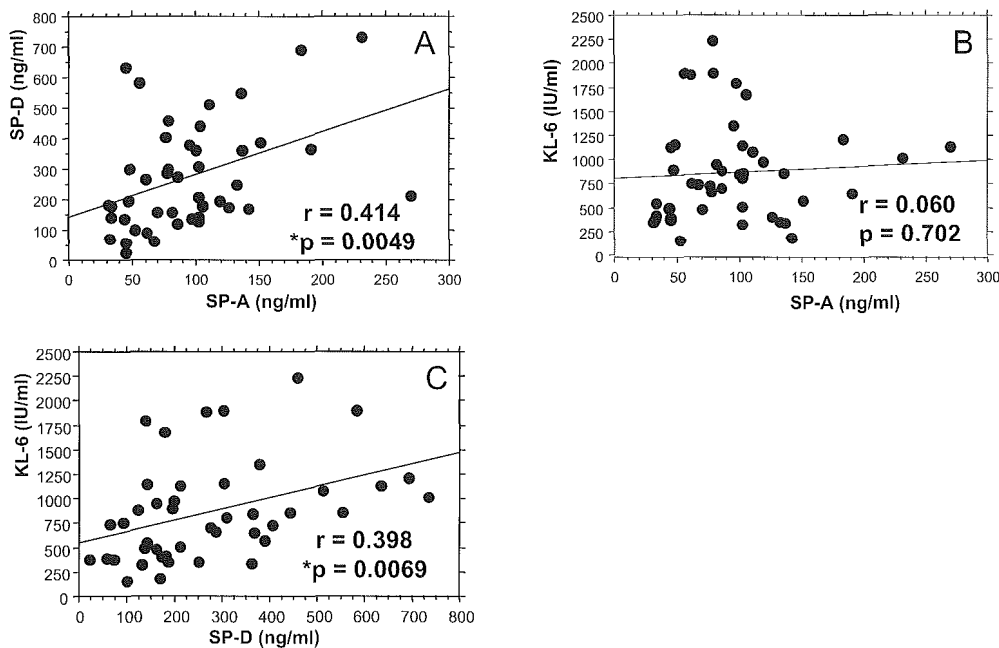 A
SP-D (ng/ml)
800
700
600
500
400
300
200
100
0
r = 0.414
*p = 0.0049
0 50 100 150 200 250 300
SP-A (ng/ml)
B
KL-6 (IU/ml)
2500
2250
2000
1750
1500
1250
1000
750
500
250
0
r = 0.060
p = 0.702
0 50 100 150 200 250 300
SP-A (ng/ml)
C
KL-6 (IU/ml)
2500
2250
2000
1750
1500
1250
1000
750
500
250
0
r = 0.398
*p = 0.0069
0 100 200 300 400 500 600 700 800
SP-D (ng/ml)